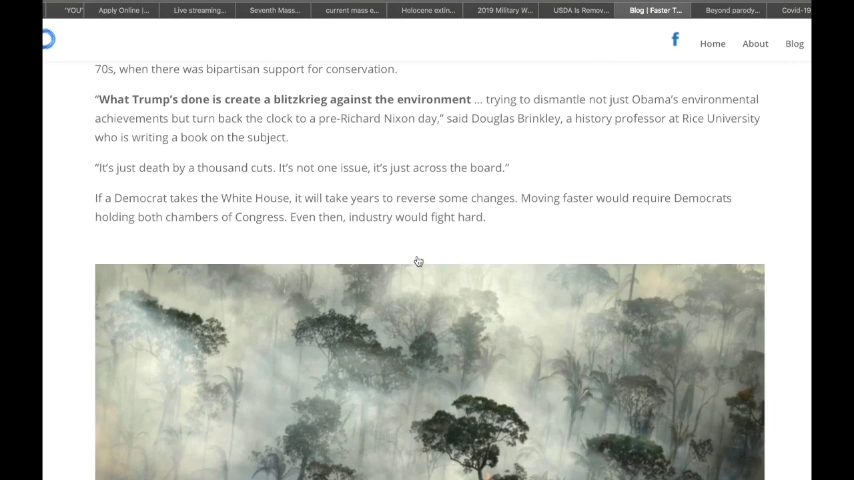 'YOU'
Apply Online |...
Live streaming...
Seventh Mass...
current mass e...
Holocene extin...
2019 Military W...
USDA Is Remov...
Blog | Faster T...
Beyond parody...
Covid-19
f
Home
About
Blog
70s, when there was bipartisan support for conservation.
“What Trump’s done is create a blitzkrieg against the environment ... trying to dismantle not just Obama’s environmental
achievements but turn back the clock to a pre-Richard Nixon day,” said Douglas Brinkley, a history professor at Rice University
who is writing a book on the subject.
“It’s just death by a thousand cuts. It’s not one issue, it’s just across the board.”
If a Democrat takes the White House, it will take years to reverse some changes. Moving faster would require Democrats
holding both chambers of Congress. Even then, industry would fight hard.